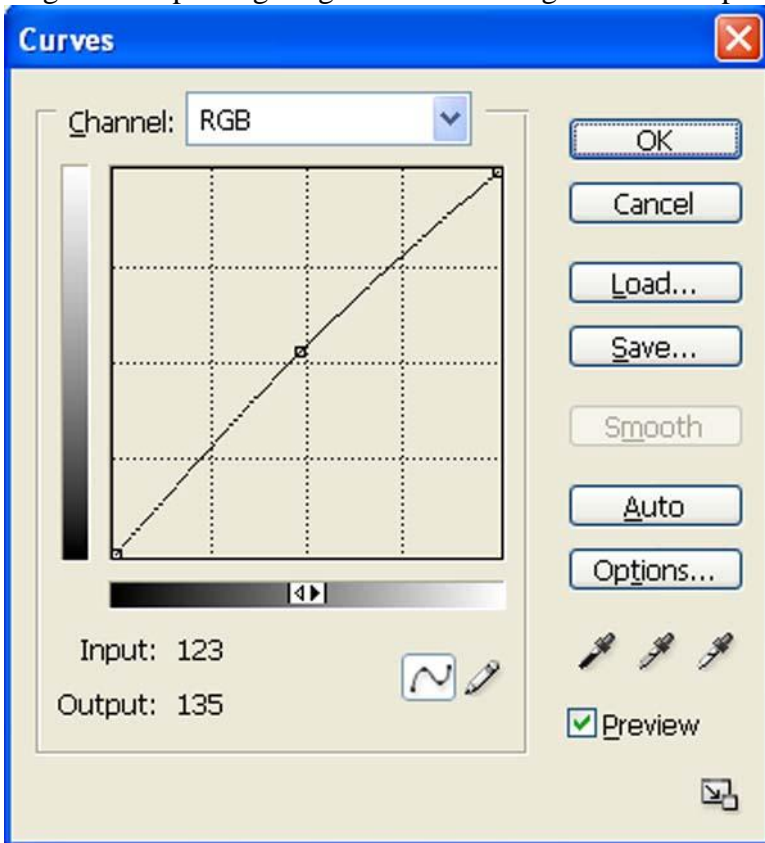 Curves
Channel: RGB
OK
Cancel
Load...
Save...
Smooth
Auto
Options...
Input: 123
Output: 135
Preview